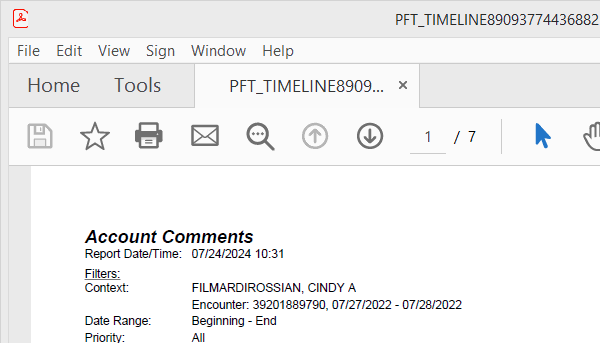 PFT_TIMELINE89093774436882
File Edit View Sign Window Help
Home Tools PFT_TIMELINE8909... ×
1 / 7
Account Comments
Report Date/Time: 07/24/2024 10:31
Filters:
Context: FILMARDIROSSIAN, CINDY A
Encounter: 39201889790, 07/27/2022 - 07/28/2022
Date Range: Beginning - End
Priority: All